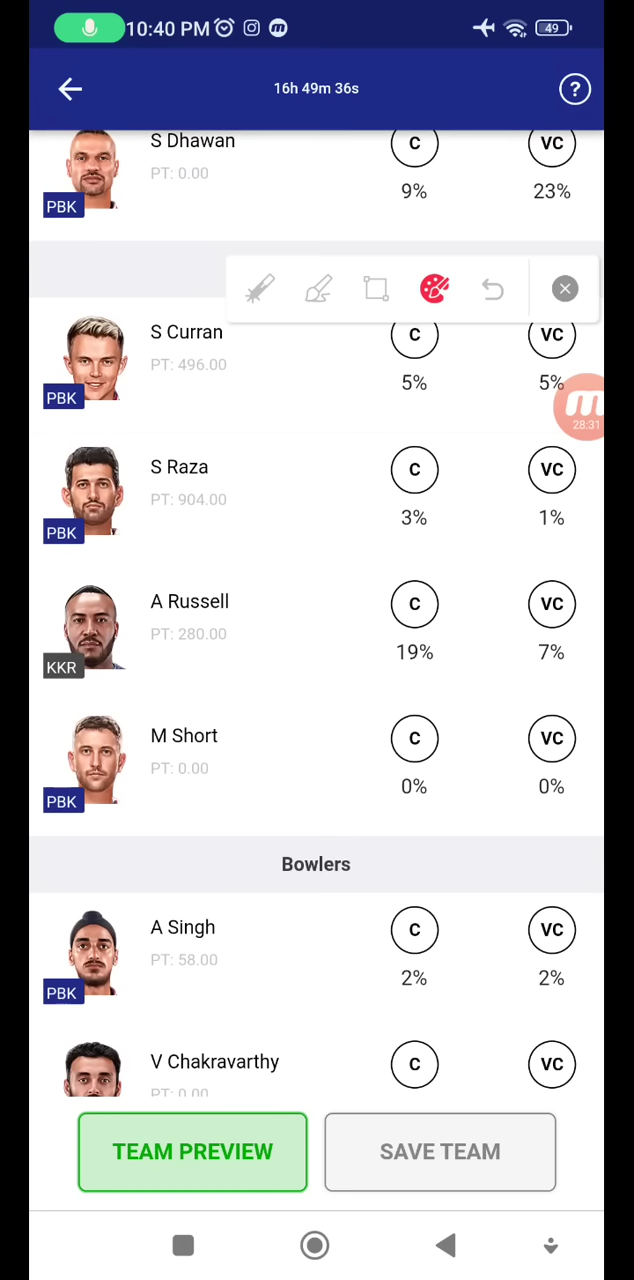 10:40 PM
49
16h 49m 36s
?
S Dhawan
C
VC
PT: 0.00
9%
23%
PBK
S Curran
C
VC
PT: 496.00
5%
5%
PBK
28:31
S Raza
C
VC
PT: 904.00
3%
1%
PBK
A Russell
C
VC
PT: 280.00
19%
7%
KKR
M Short
C
VC
PT: 0.00
0%
0%
PBK
Bowlers
A Singh
C
VC
PT: 58.00
2%
2%
PBK
V Chakravarthy
C
VC
PT: 0.00
TEAM PREVIEW
SAVE TEAM